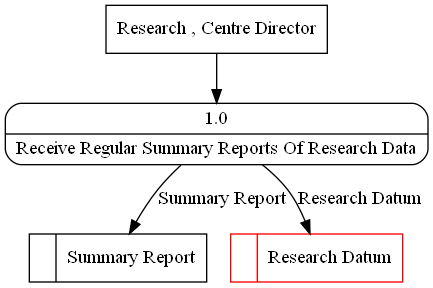 Research , Centre Director
1.0
Receive Regular Summary Reports Of Research Data
Summary Report
Research Datum
Summary Report
Research Datum